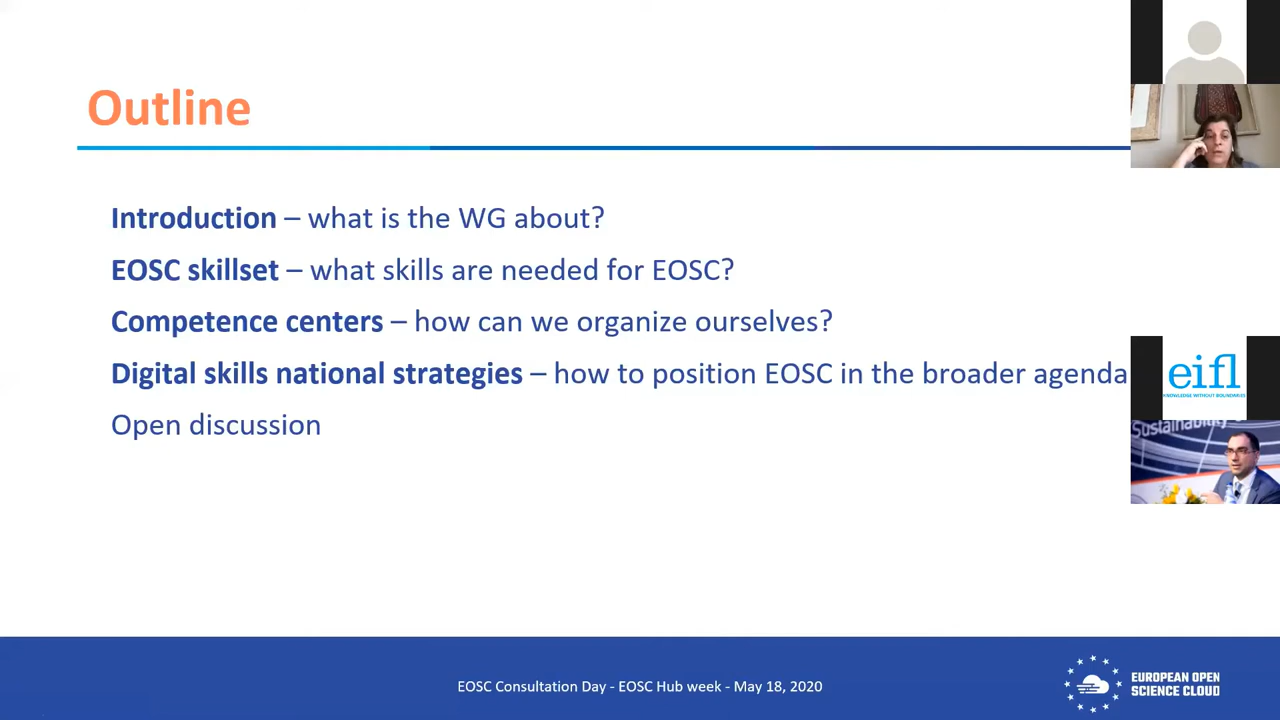 Outline
Introduction – what is the WG about?
EOSC skillset – what skills are needed for EOSC?
Competence centers – how can we organize ourselves?
Digital skills national strategies – how to position EOSC in the broader agenda
Open discussion
eifl
KNOWLEDGE WITHOUT BOUNDARIES
Sustainability
EOSC Consultation Day - EOSC Hub week - May 18, 2020
EUROPEAN OPEN
SCIENCE CLOUD